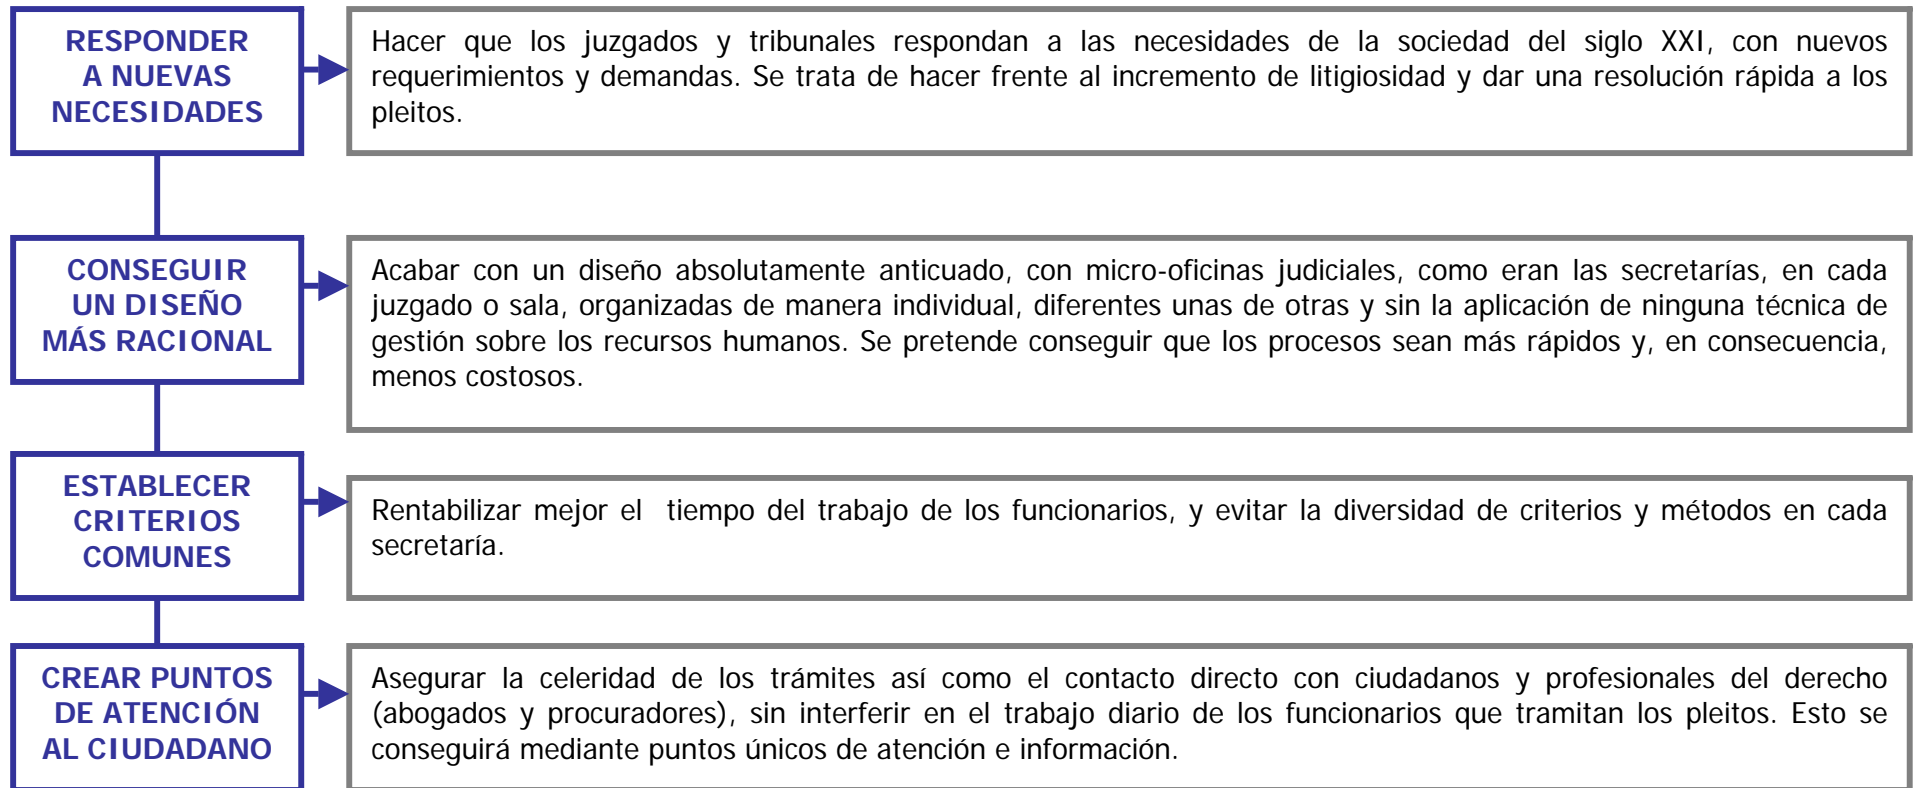 RESPONDER
A NUEVAS
NECESIDADES
Hacer que los juzgados y tribunales respondan a las necesidades de la sociedad del siglo XXI, con nuevos
requerimientos y demandas. Se trata de hacer frente al incremento de litigiosidad y dar una resolución rápida a los
pleitos.
CONSEGUIR
UN DISEÑO
MÁS RACIONAL
Acabar con un diseño absolutamente anticuado, con micro-oficinas judiciales, como eran las secretarías, en cada
juzgado o sala, organizadas de manera individual, diferentes unas de otras y sin la aplicación de ninguna técnica de
gestión sobre los recursos humanos. Se pretende conseguir que los procesos sean más rápidos y, en consecuencia,
menos costosos.
ESTABLECER
CRITERIOS
COMUNES
Rentabilizar mejor el tiempo del trabajo de los funcionarios, y evitar la diversidad de criterios y métodos en cada
secretaría.
CREAR PUNTOS
DE ATENCIÓN
AL CIUDADANO
Asegurar la celeridad de los trámites así como el contacto directo con ciudadanos y profesionales del derecho
(abogados y procuradores), sin interferir en el trabajo diario de los funcionarios que tramitan los pleitos. Esto se
conseguirá mediante puntos únicos de atención e información.